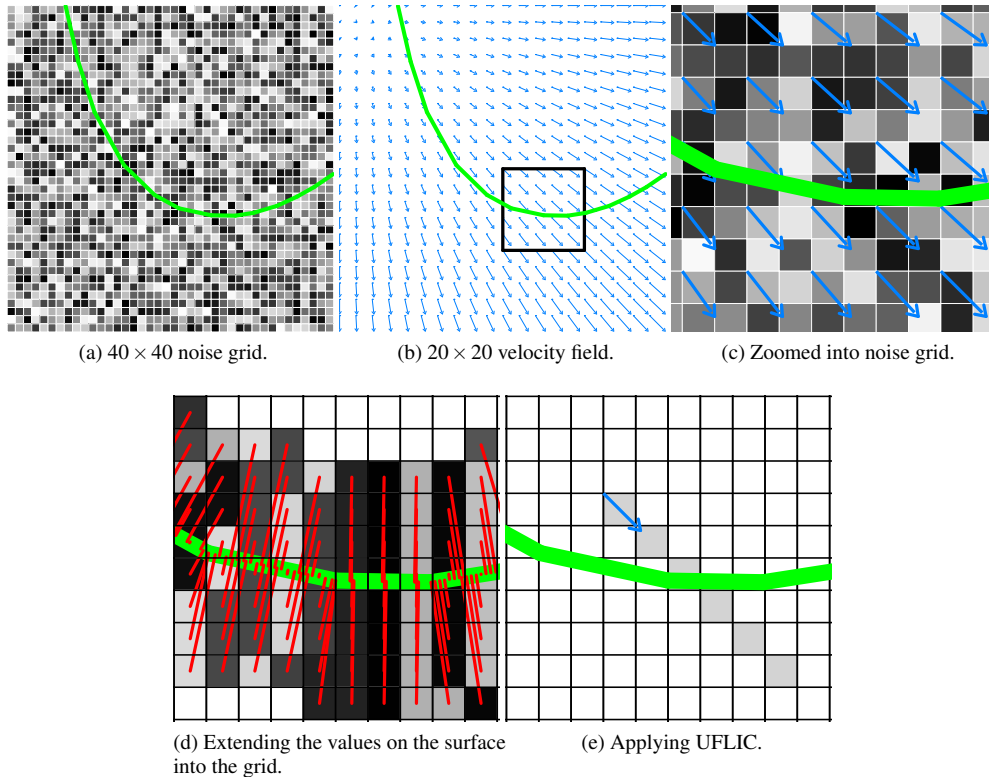 (a) 40 × 40 noise grid.
(b) 20 × 20 velocity field.
(c) Zoomed into noise grid.
(d) Extending the values on the surface
into the grid.
(e) Applying UFLIC.